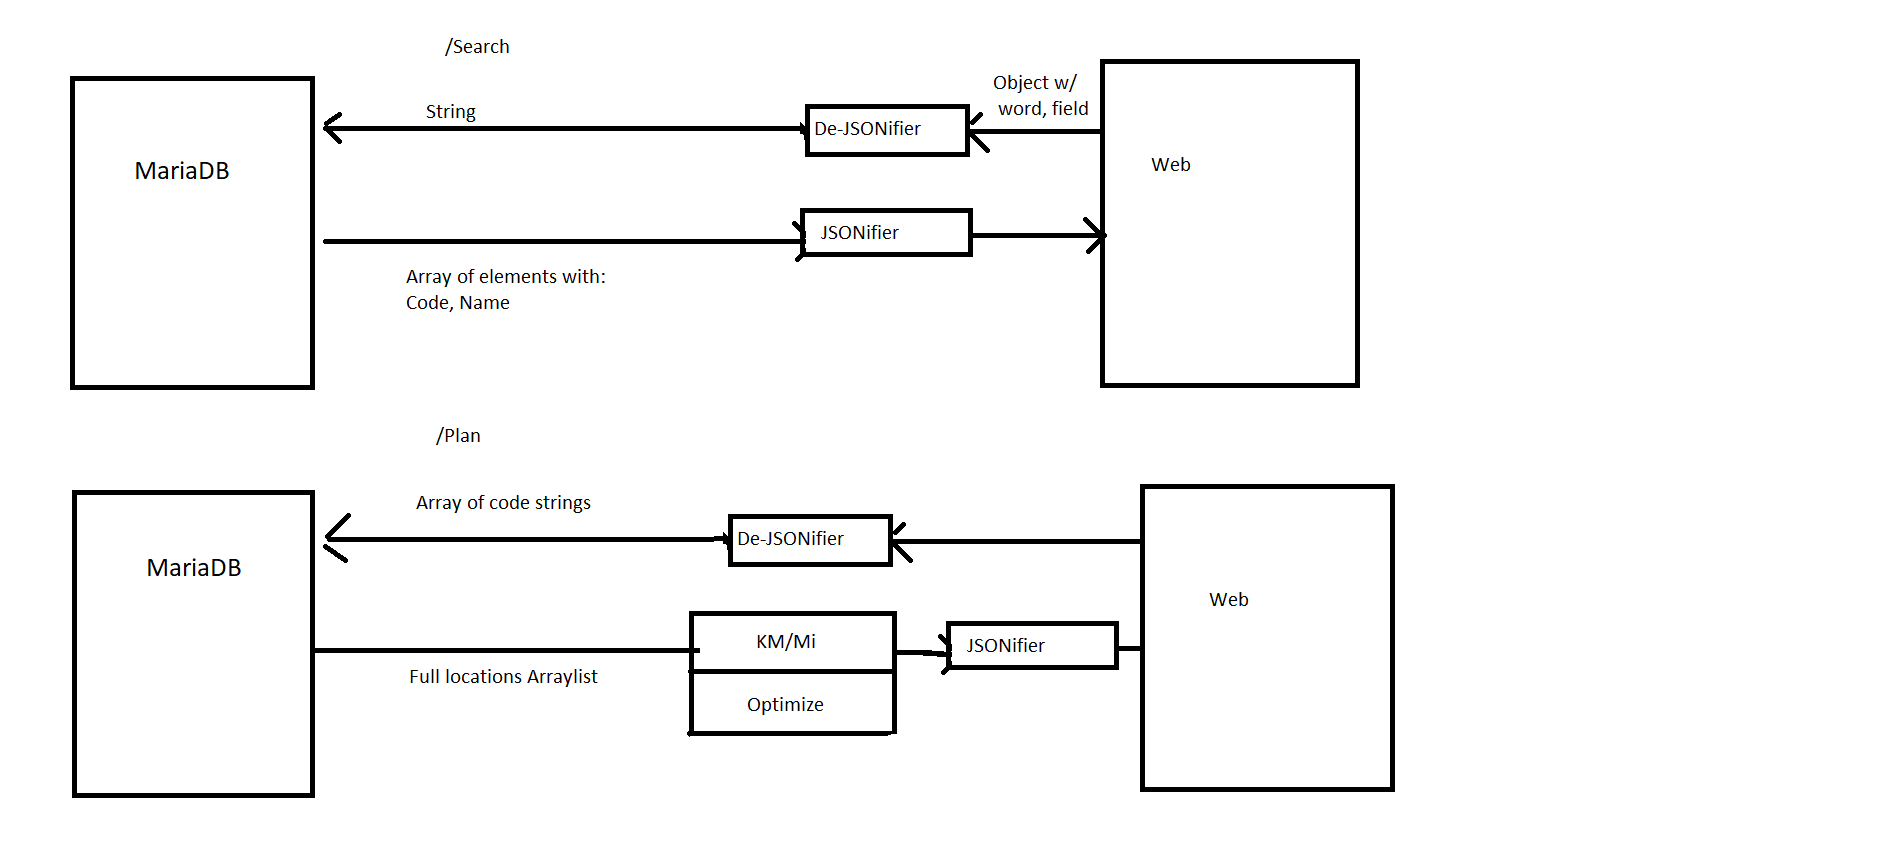 /Search
Object w/
word, field
String
De-JSONifier
MariaDB
Web
JSONifier
Array of elements with:
Code, Name
/Plan
Array of code strings
De-JSONifier
MariaDB
Web
KM/Mi
JSONifier
Full locations Arraylist
Optimize